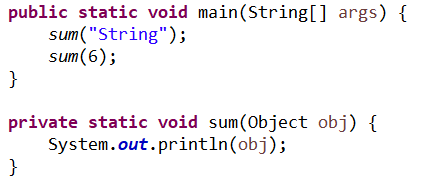 public static void main(String[] args) {
    sum("String");
    sum(6);
}

private static void sum(Object obj) {
    System.out.println(obj);
}